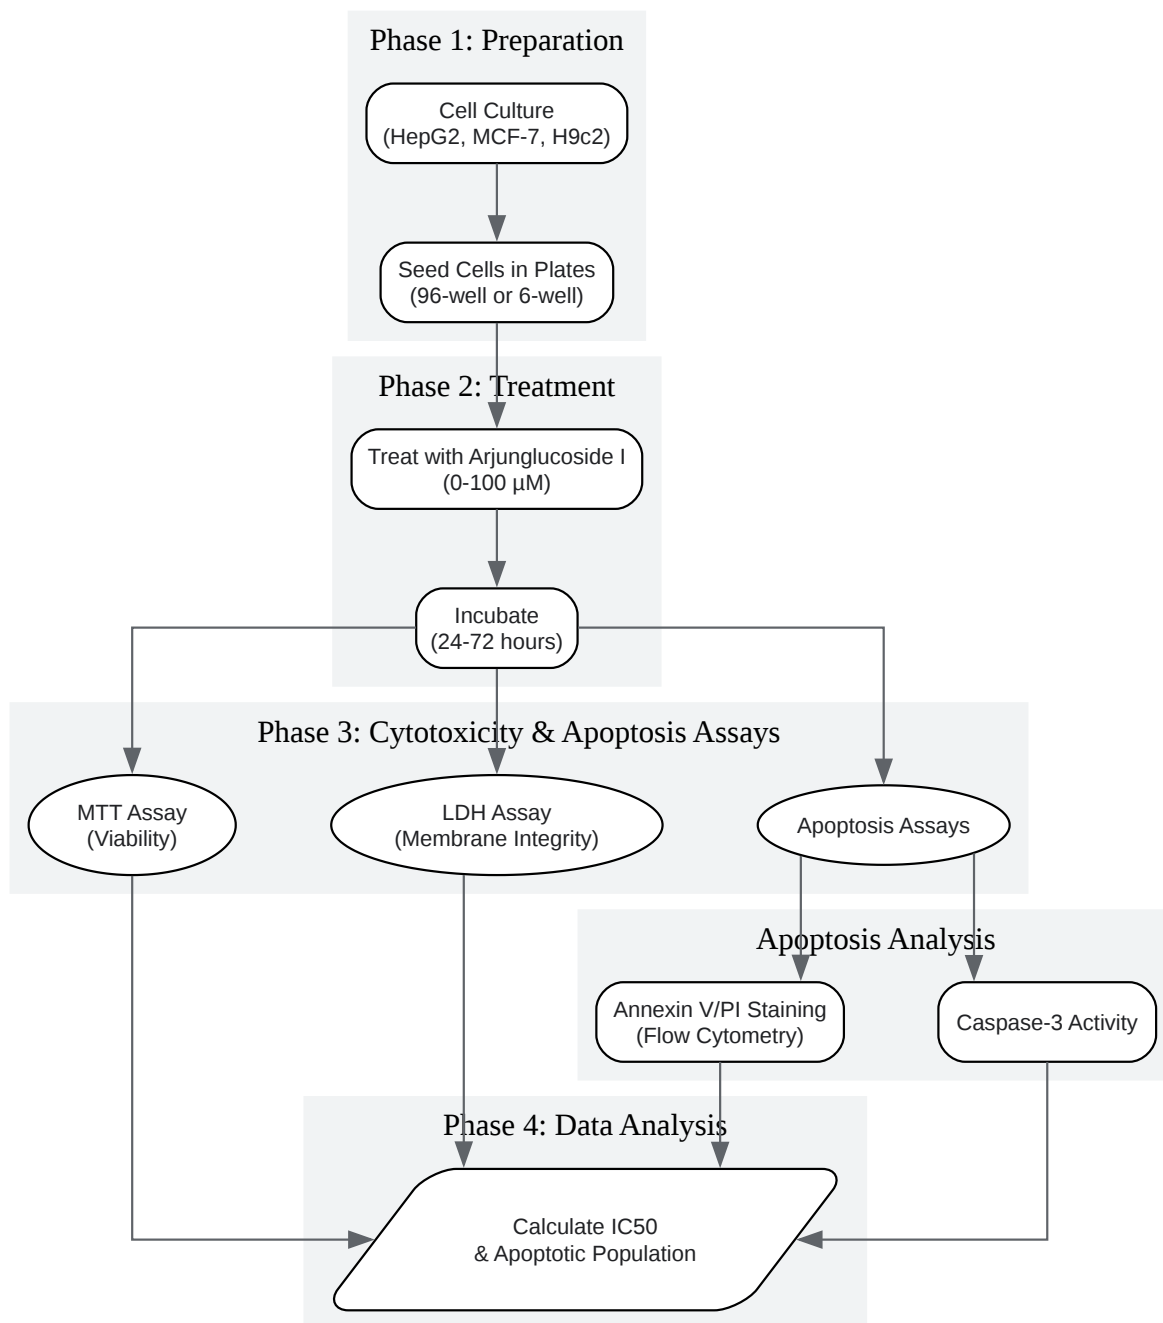 Phase 1: Preparation
Cell Culture
(HepG2, MCF-7, H9c2)
Seed Cells in Plates
(96-well or 6-well)
Phase 2: Treatment
Treat with Arjunglucoside I
(0-100 µM)
Incubate
(24-72 hours)
Phase 3: Cytotoxicity & Apoptosis Assays
MTT Assay
(Viability)
LDH Assay
(Membrane Integrity)
Apoptosis Assays
Apoptosis Analysis
Annexin V/PI Staining
(Flow Cytometry)
Caspase-3 Activity
Phase 4: Data Analysis
Calculate IC50
& Apoptotic Population